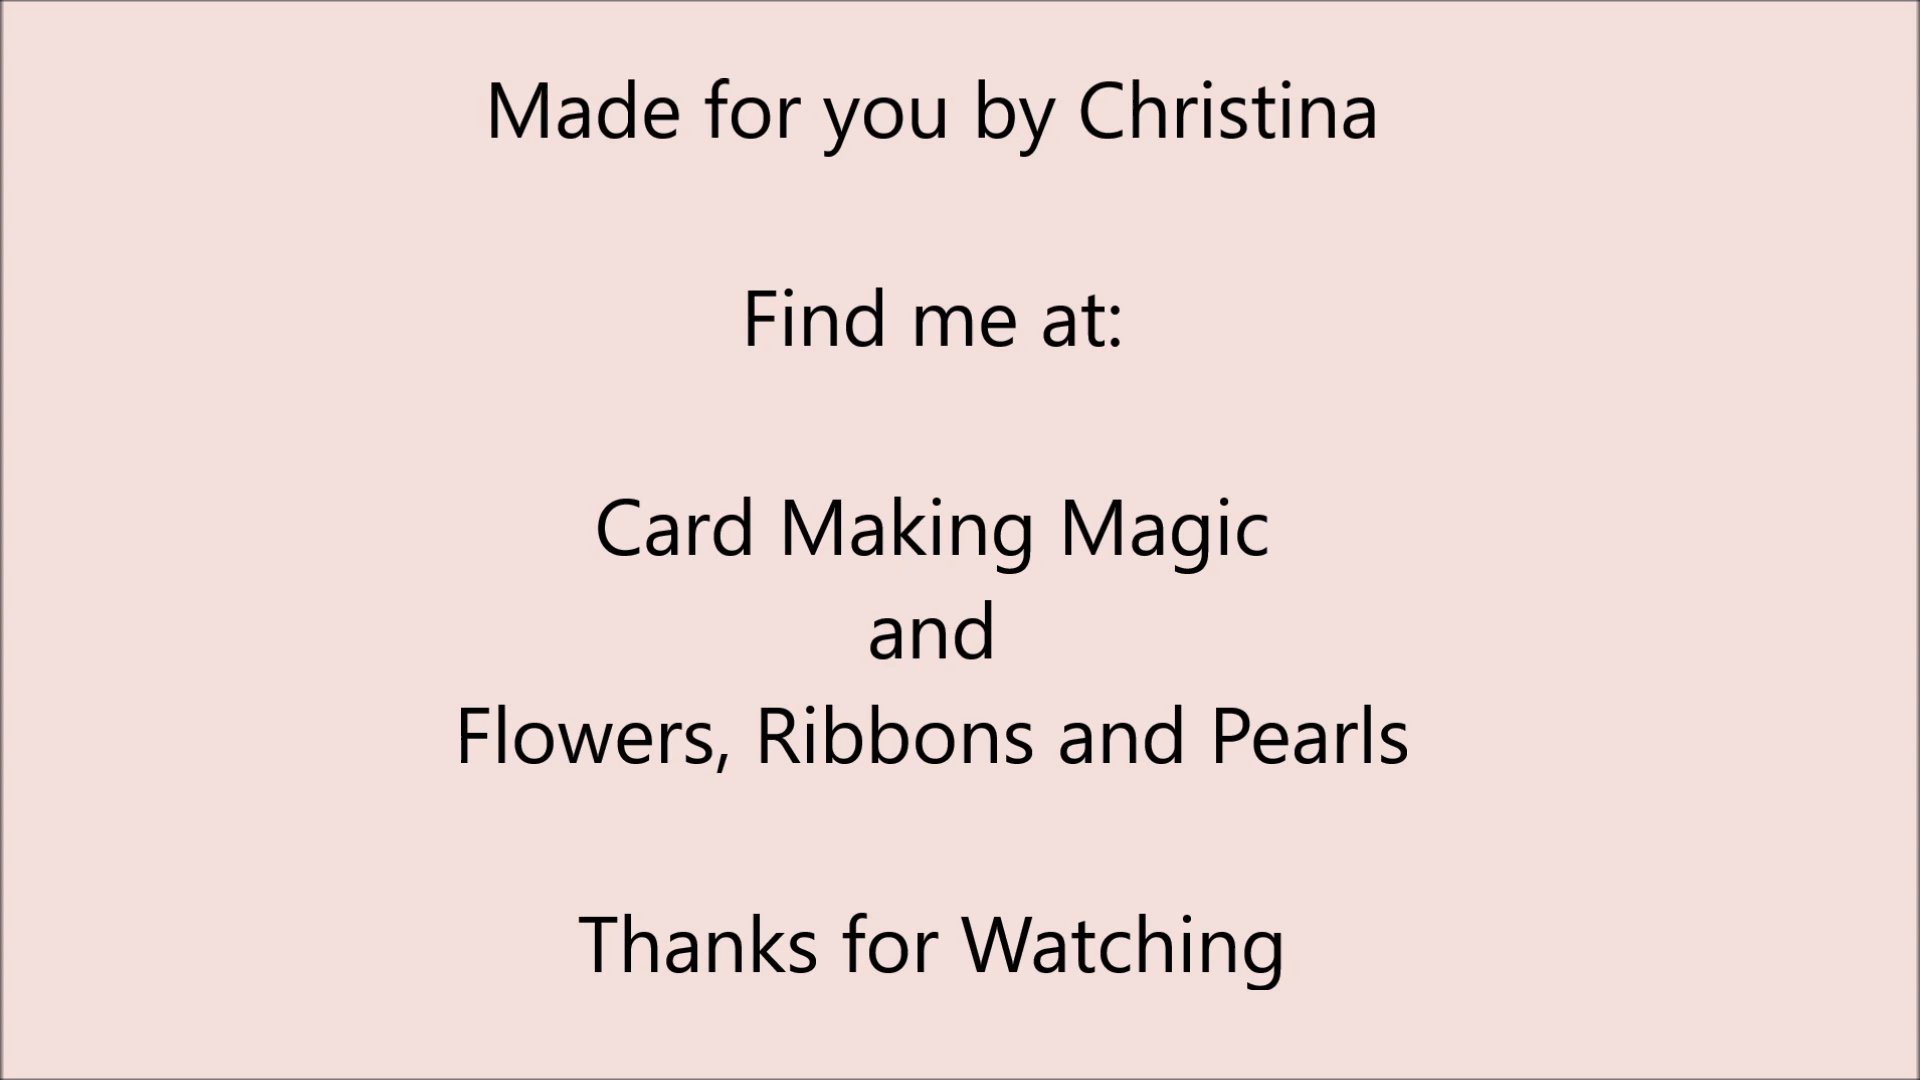 Made for you by Christina
Find me at:
Card Making Magic
and
Flowers, Ribbons and Pearls
Thanks for Watching